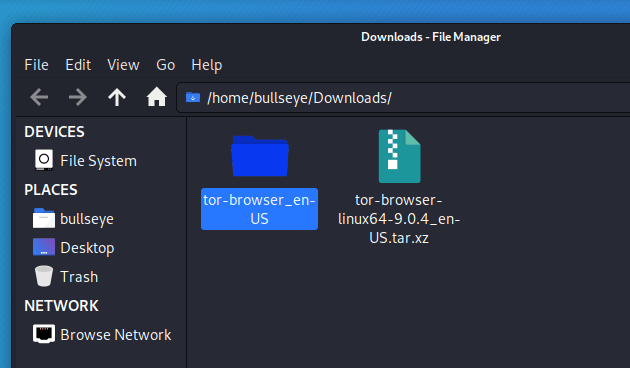 Downloads - File Manager
File Edit View Go Help
/home/bullseye/Downloads/
DEVICES
File System
PLACES
bullseye
Desktop
Trash
NETWORK
Browse Network
tor-browser_en-
US
tor-browser-
linux64-9.0.4_en-
US.tar.xz